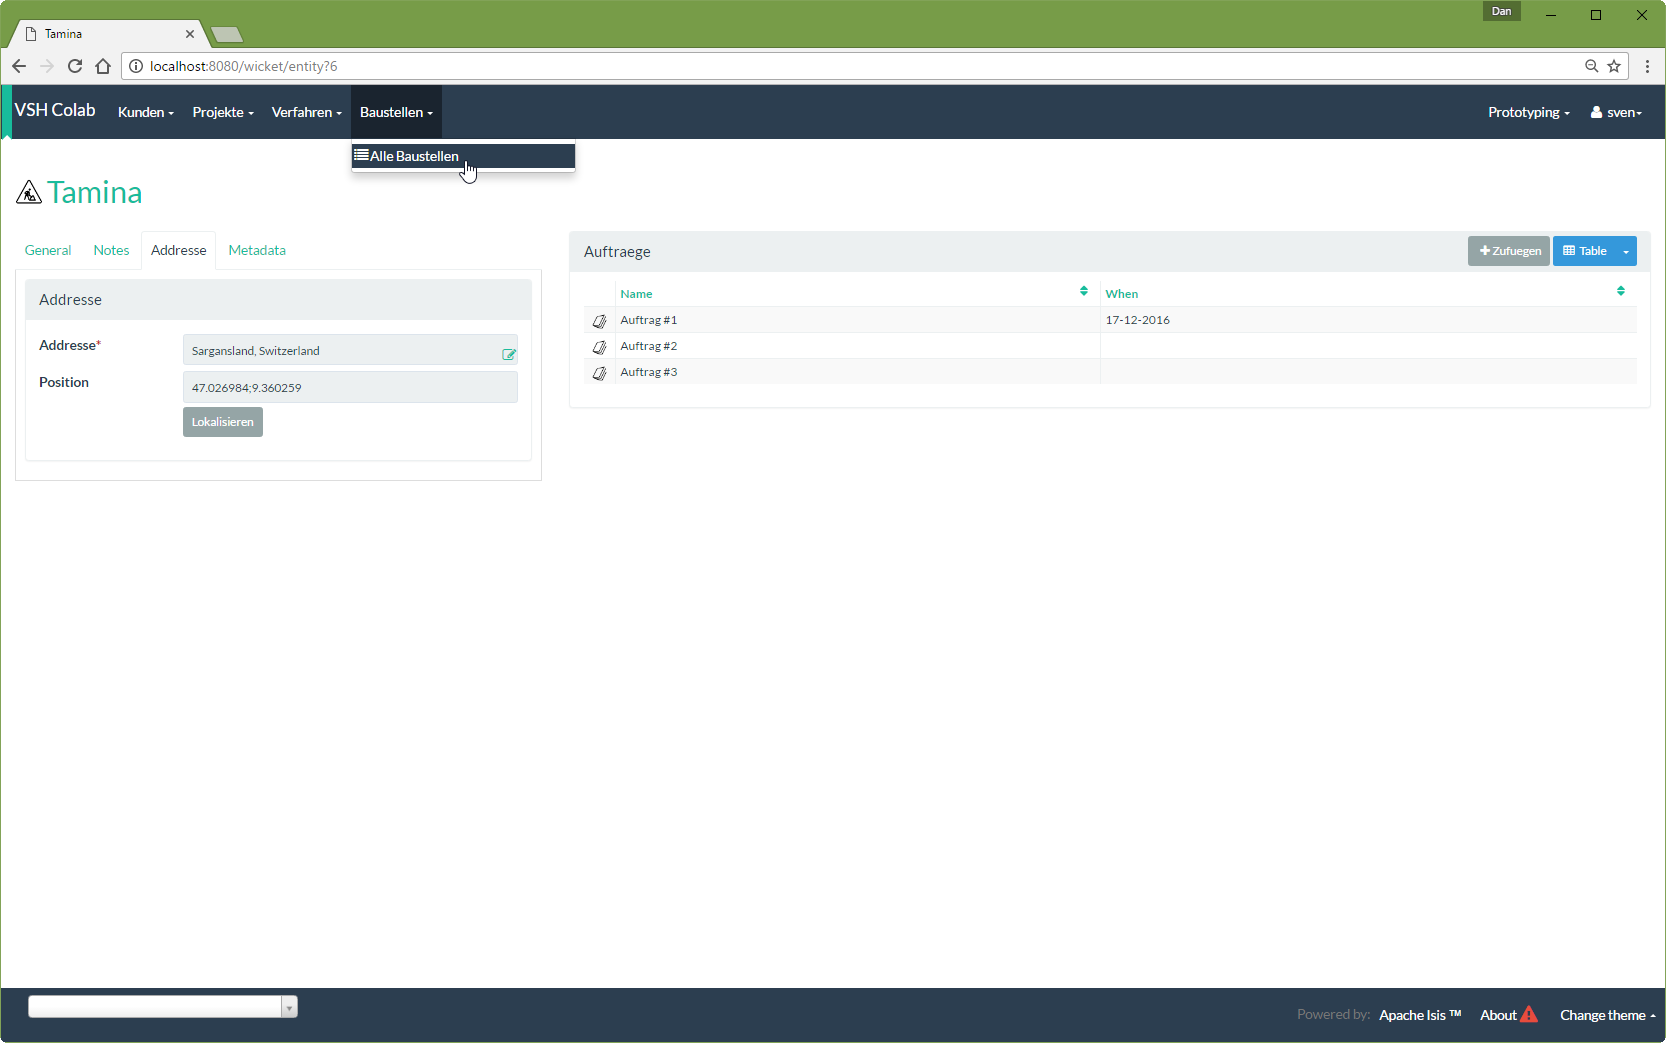 Dan
Tamina
localhost:8080/wicket/entity?6
VSH Colab Kunden Projekte Verfahren Baustellen Prototyping sven
Alle Baustellen
Tamina
General Notes Addresse Metadata
Addresse
Addresse* Sargansland, Switzerland
Position 47.026984;9.360259
Lokalisieren
Auftraege Zufuegen Table
Name When
Auftrag #1 17-12-2016
Auftrag #2
Auftrag #3
Powered by: Apache Isis ™ About Change theme